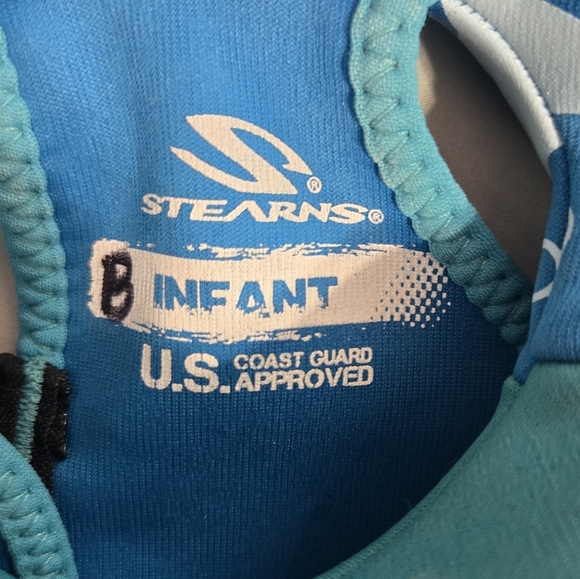 STEARNS®
B INFANT
U.S. COAST GUARD
APPROVED